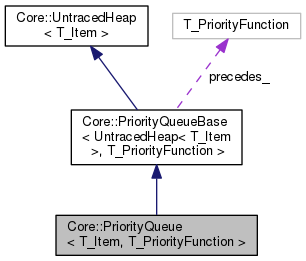 Core::UntracedHeap
< T_Item >
T_PriorityFunction
precedes_
Core::PriorityQueueBase
< UntracedHeap< T_Item
>, T_PriorityFunction >
Core::PriorityQueue
< T_Item, T_PriorityFunction >